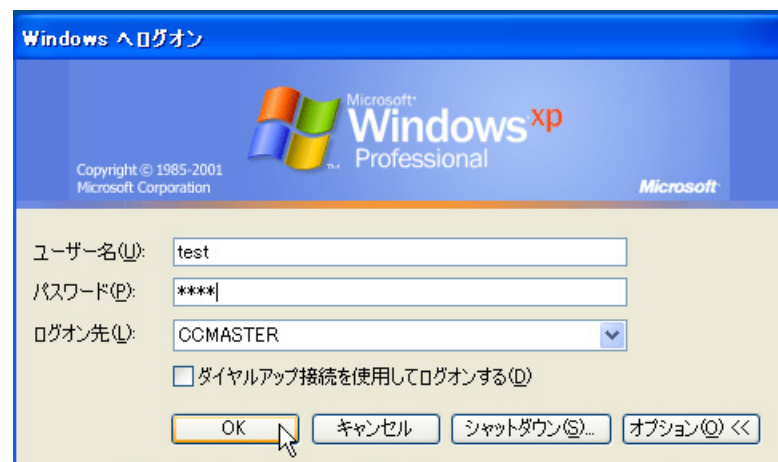 Windows へログオン
Microsoft
Windows xp
Professional
Copyright © 1985-2001
Microsoft Corporation
Microsoft
ユーザー名(U): test
パスワード(P): ****
ログオン先(L): CCMASTER
ダイヤルアップ接続を使用してログオンする(D)
OK キャンセル シャットダウン(S)... オプション(O) <<